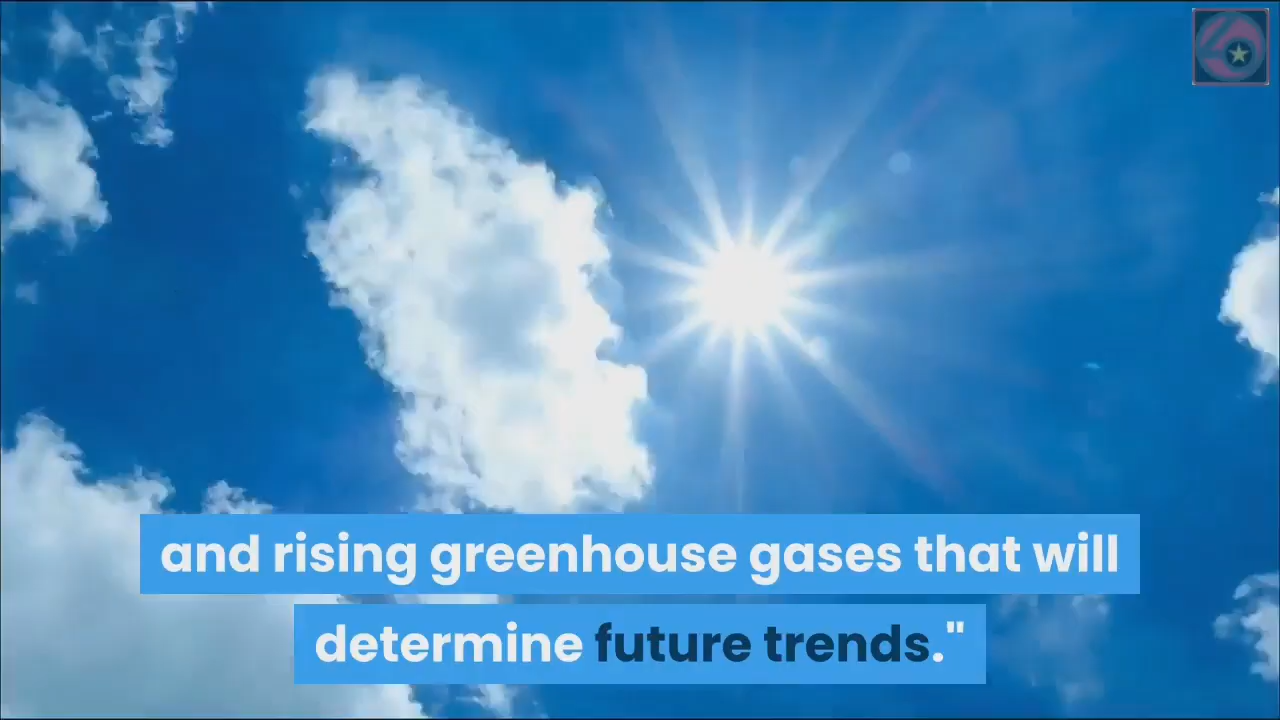 and rising greenhouse gases that will
determine future trends."